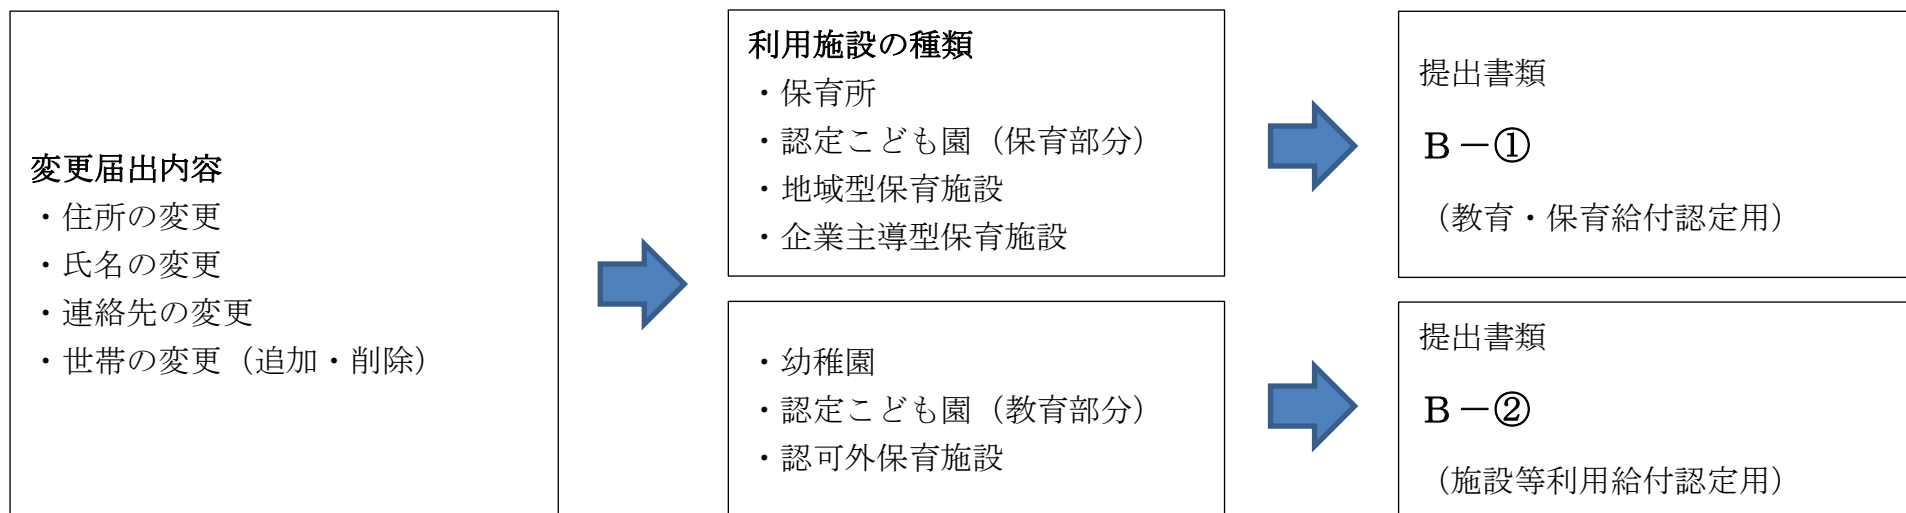 変更届出内容
・住所の変更
・氏名の変更
・連絡先の変更
・世帯の変更（追加・削除）
利用施設の種類
・保育所
・認定こども園（保育部分）
・地域型保育施設
・企業主導型保育施設
提出書類
Ｂ－①
（教育・保育給付認定用）
・幼稚園
・認定こども園（教育部分）
・認可外保育施設
提出書類
Ｂ－②
（施設等利用給付認定用）